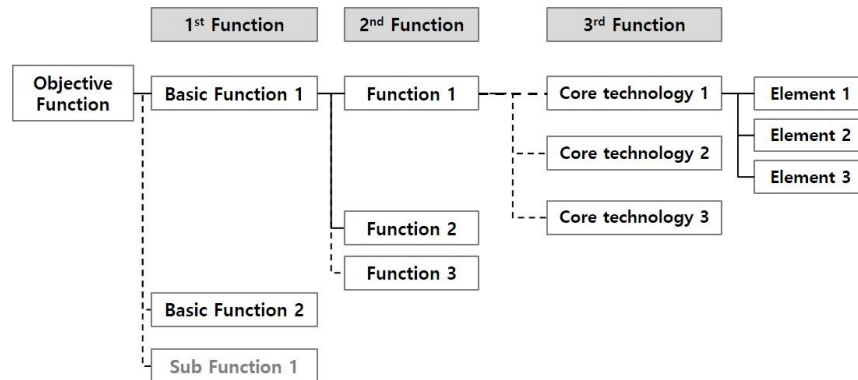 1st Function
2nd Function
3rd Function
Objective
Function
Basic Function 1
Function 1
Core technology 1
Element 1
Element 2
Element 3
Core technology 2
Core technology 3
Function 2
Function 3
Basic Function 2
Sub Function 1